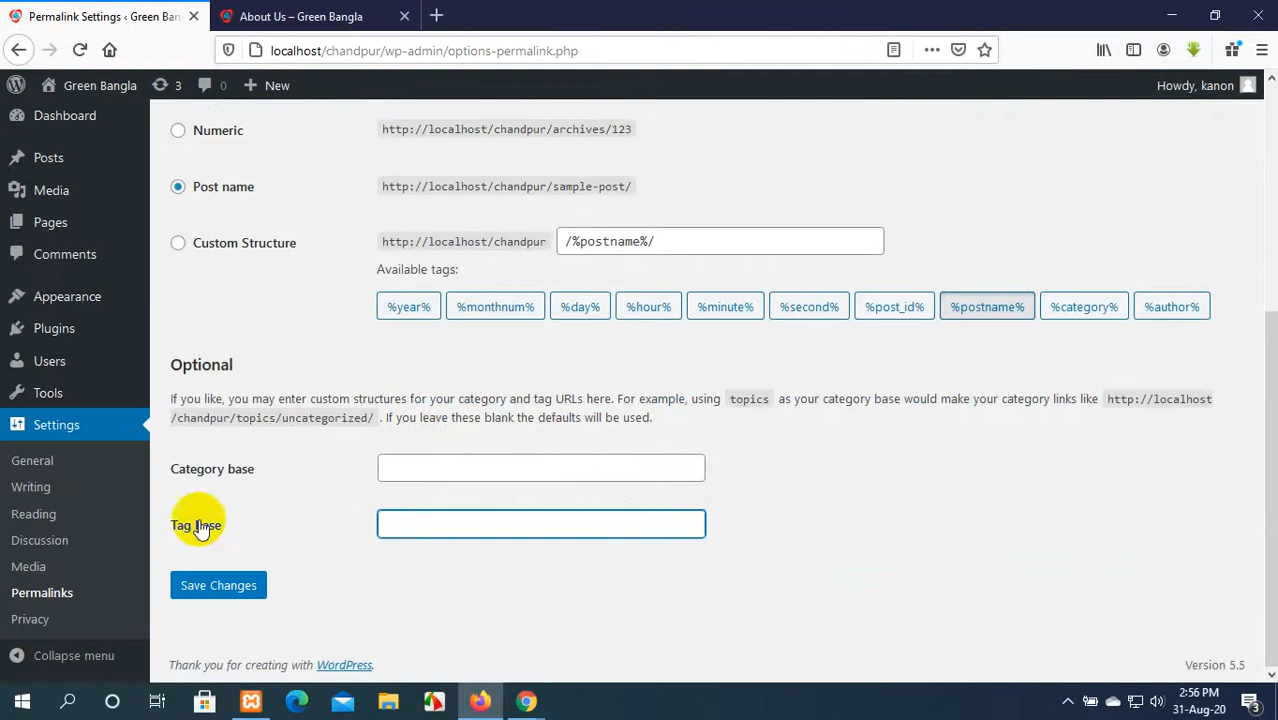 Permalink Settings ‹ Green Ban
About Us – Green Bangla
localhost/chandpur/wp-admin/options-permalink.php
Green Bangla
3
0
New
Howdy, kanon
Dashboard
Posts
Media
Pages
Comments
Appearance
Plugins
Users
Tools
Settings
General
Writing
Reading
Discussion
Media
Permalinks
Privacy
Collapse menu
Numeric
http://localhost/chandpur/archives/123
Post name
http://localhost/chandpur/sample-post/
Custom Structure
http://localhost/chandpur
/%postname%/
Available tags:
%year%
%monthnum%
%day%
%hour%
%minute%
%second%
%post_id%
%postname%
%category%
%author%
Optional
If you like, you may enter custom structures for your category and tag URLs here. For example, using topics as your category base would make your category links like http://localhost
/chandpur/topics/uncategorized/ . If you leave these blank the defaults will be used.
Category base
Tag base
Save Changes
Thank you for creating with WordPress.
Version 5.5
2:56 PM
31-Aug-20
3